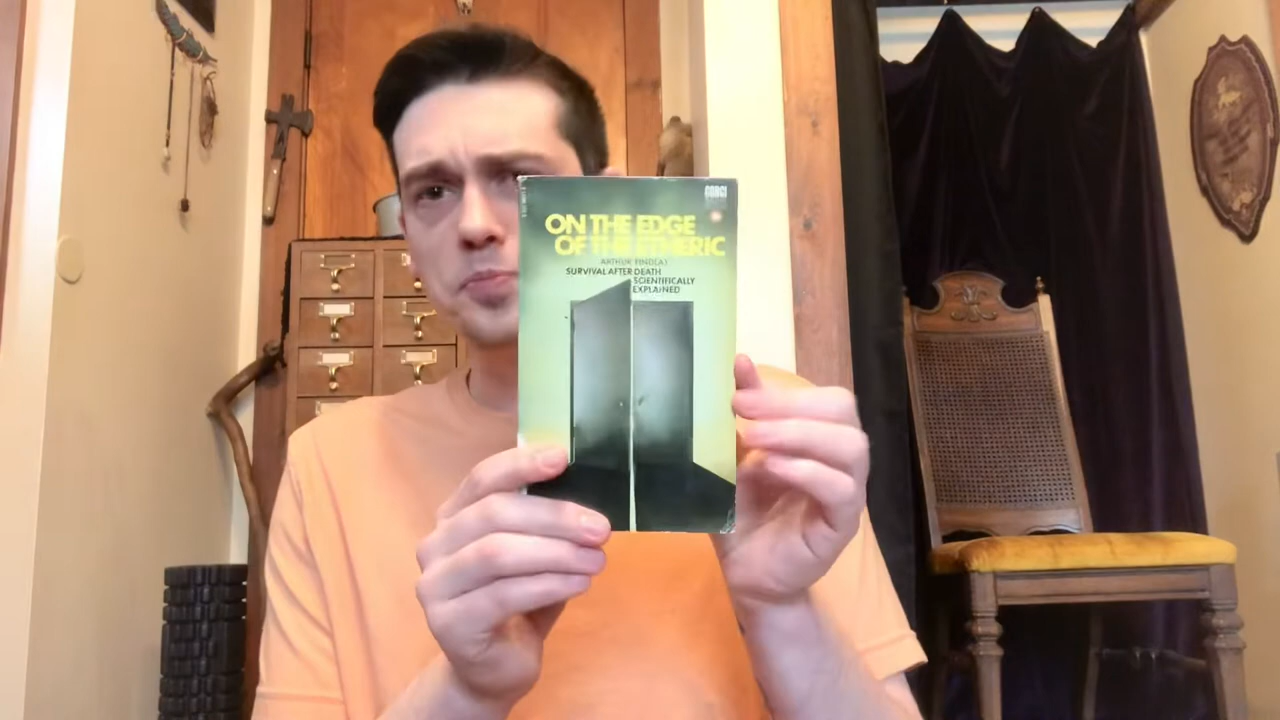 CORGI
ON THE EDGE
OF THE ETHERIC
ARTHUR FINDLAY
SURVIVAL AFTER DEATH
SCIENTIFICALLY
EXPLAINED